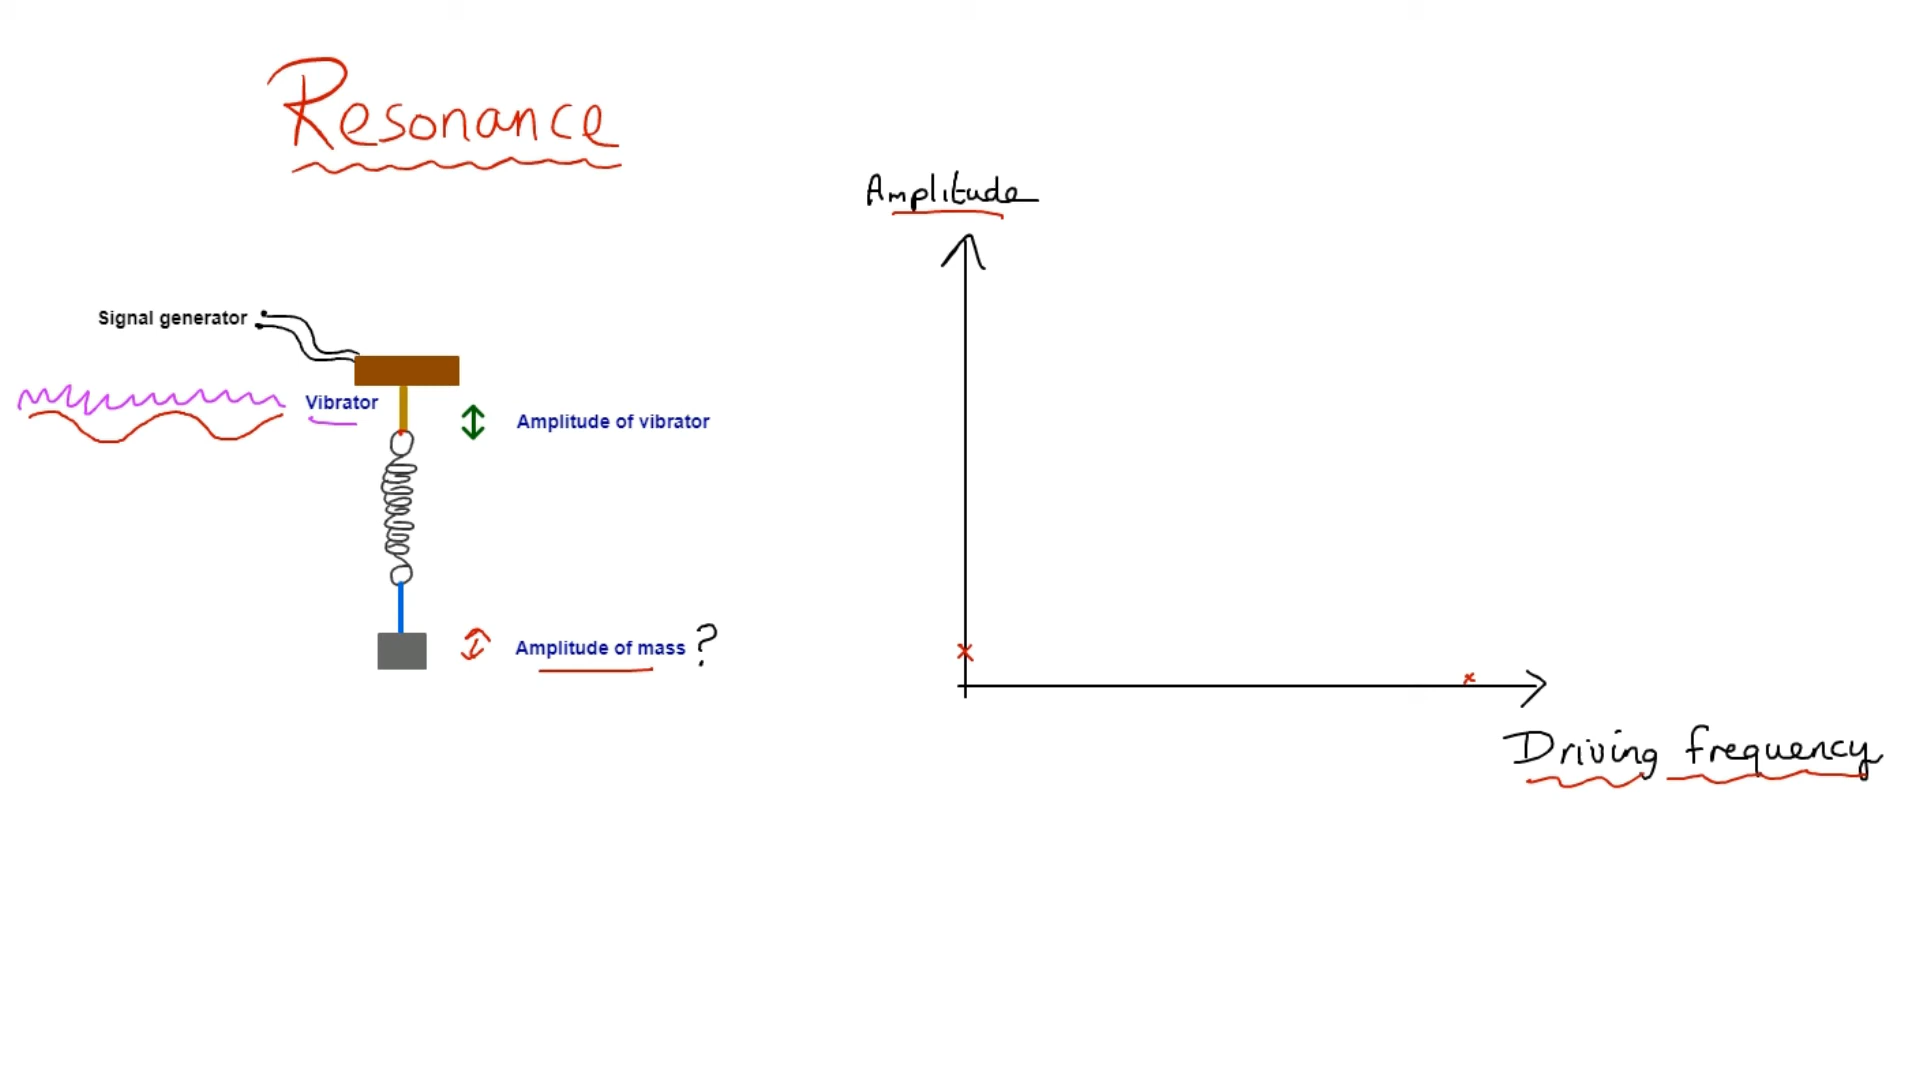 Resonance
Amplitude
Signal generator
Vibrator
Amplitude of vibrator
Amplitude of mass ?
Driving frequency